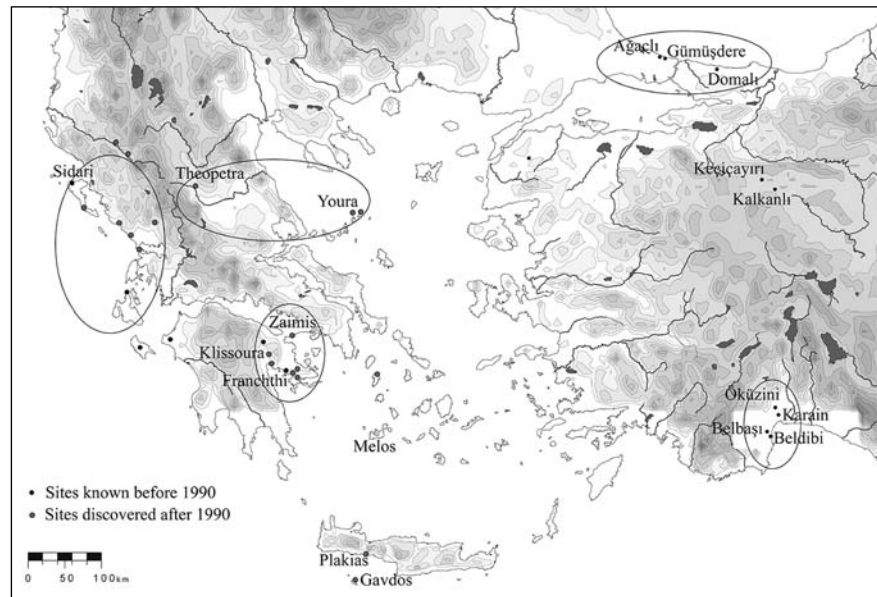 Ağaçlı
Gümüşdere
Domalı
Sidari
Theopetra
Youra
Keçiçayırı
Kalkanlı
Zaimis
Klissoura
Franchthi
Öküzini
Karain
Belbaşı
Beldibi
Melos
• Sites known before 1990
• Sites discovered after 1990
Plakias
Gavdos
0 50 100km